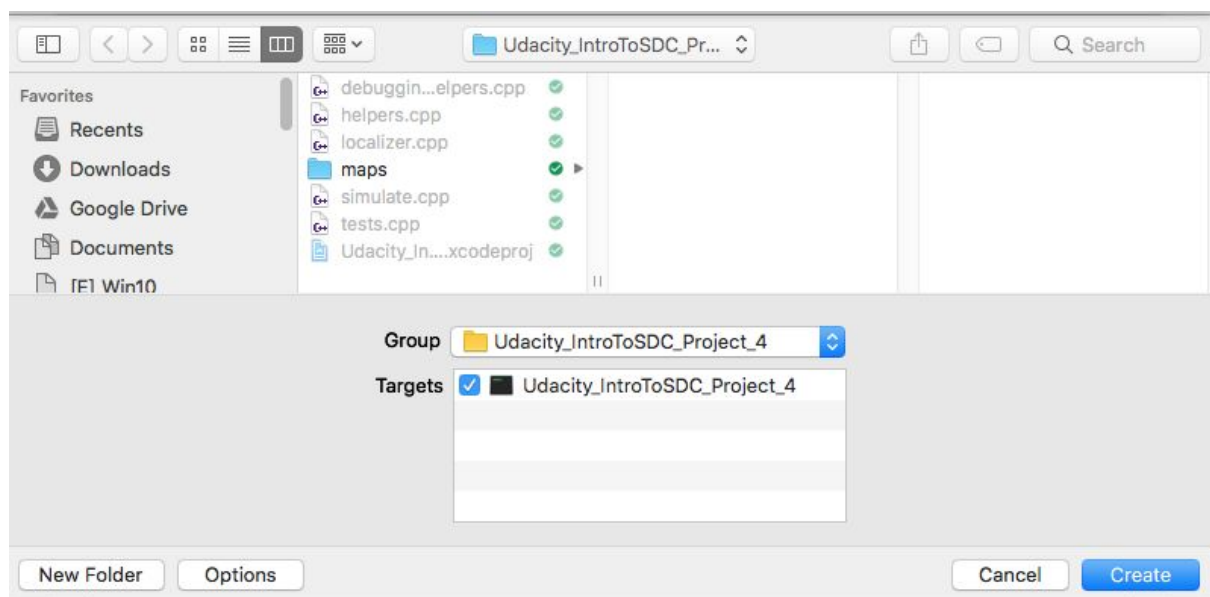 Udacity_IntroToSDC_Pr...
Search
Favorites
Recents
Downloads
Google Drive
Documents
[E] Win10
debuggin...elpers.cpp
helpers.cpp
localizer.cpp
maps
simulate.cpp
tests.cpp
Udacity_In....xcodeproj
Group
Udacity_IntroToSDC_Project_4
Targets
Udacity_IntroToSDC_Project_4
New Folder
Options
Cancel
Create